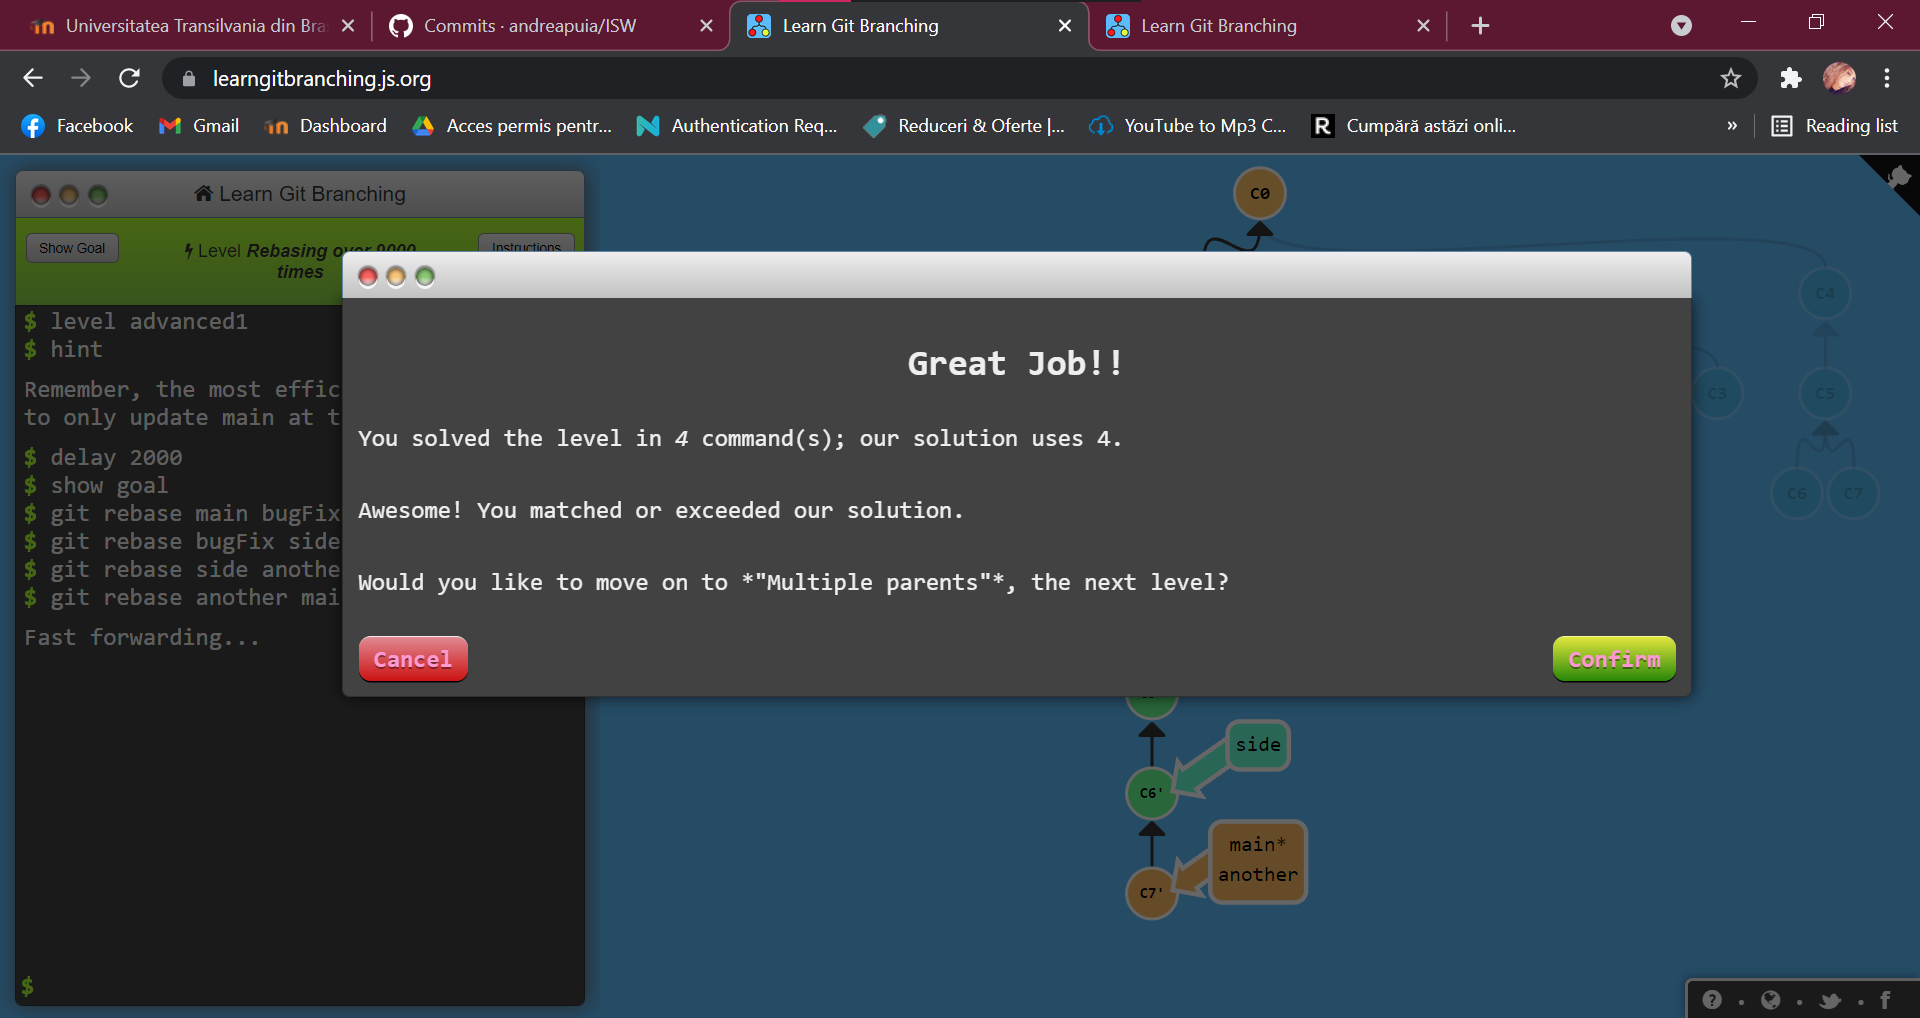 Universitatea Transilvania din Bra
Commits · andreapuia/ISW
Learn Git Branching
Learn Git Branching
learngitbranching.js.org
Facebook
Gmail
Dashboard
Acces permis pentr...
Authentication Req...
Reduceri & Oferte |...
YouTube to Mp3 C...
Cumpără astăzi onli...
»
Reading list
Learn Git Branching
Show Goal
Level Rebasing over 9000
times
Instructions
$ level advanced1
$ hint
Remember, the most effic
to only update main at t
$ delay 2000
$ show goal
$ git rebase main bugFix
$ git rebase bugFix side
$ git rebase side anothe
$ git rebase another mai
Fast forwarding...
$
Great Job!!
You solved the level in 4 command(s); our solution uses 4.
Awesome! You matched or exceeded our solution.
Would you like to move on to *"Multiple parents"*, the next level?
Cancel
Confirm
C0
C4
C3
C5
C6
C7
side
C6'
main*
another
C7'